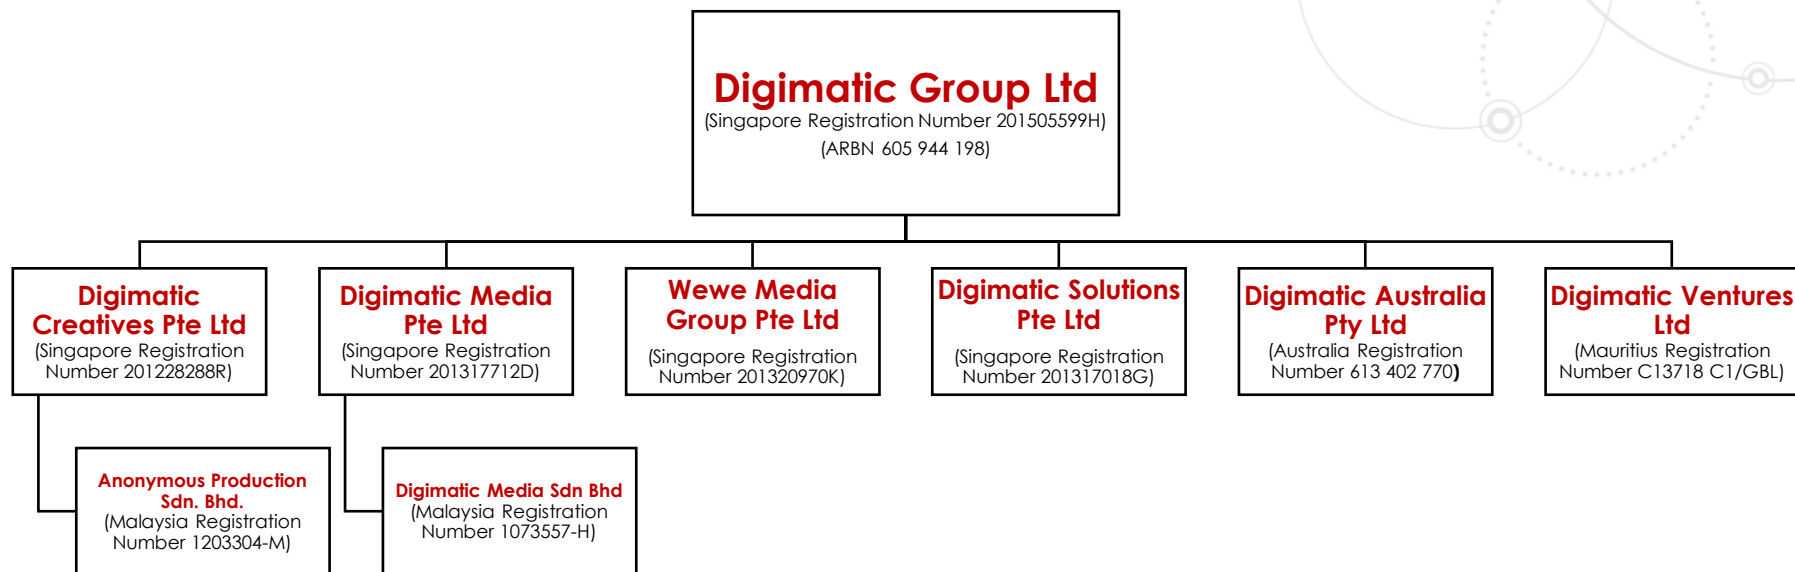 Digimatic Group Ltd
(Singapore Registration Number 201505599H)
(ARBN 605 944 198)
Digimatic
Creatives Pte Ltd
(Singapore Registration
Number 201228288R)
Digimatic Media
Pte Ltd
(Singapore Registration
Number 201317712D)
Wewe Media
Group Pte Ltd
(Singapore Registration
Number 201320970K)
Digimatic Solutions
Pte Ltd
(Singapore Registration
Number 201317018G)
Digimatic Australia
Pty Ltd
(Australia Registration
Number 613 402 770)
Digimatic Ventures
Ltd
(Mauritius Registration
Number C13718 C1/GBL)
Anonymous Production
Sdn. Bhd.
(Malaysia Registration
Number 1203304-M)
Digimatic Media Sdn Bhd
(Malaysia Registration
Number 1073557-H)